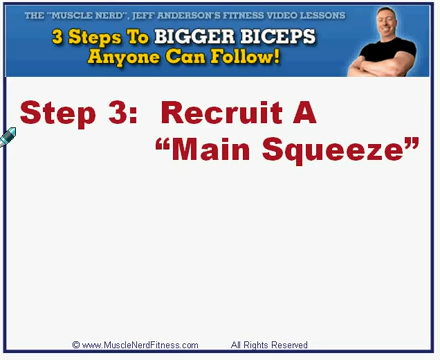 THE "MUSCLE NERD", JEFF ANDERSON'S FITNESS VIDEO LESSONS
3 Steps To BIGGER BICEPS
Anyone Can Follow!
Step 3: Recruit A
“Main Squeeze”
© www.MuscleNerdFitness.com All Rights Reserved